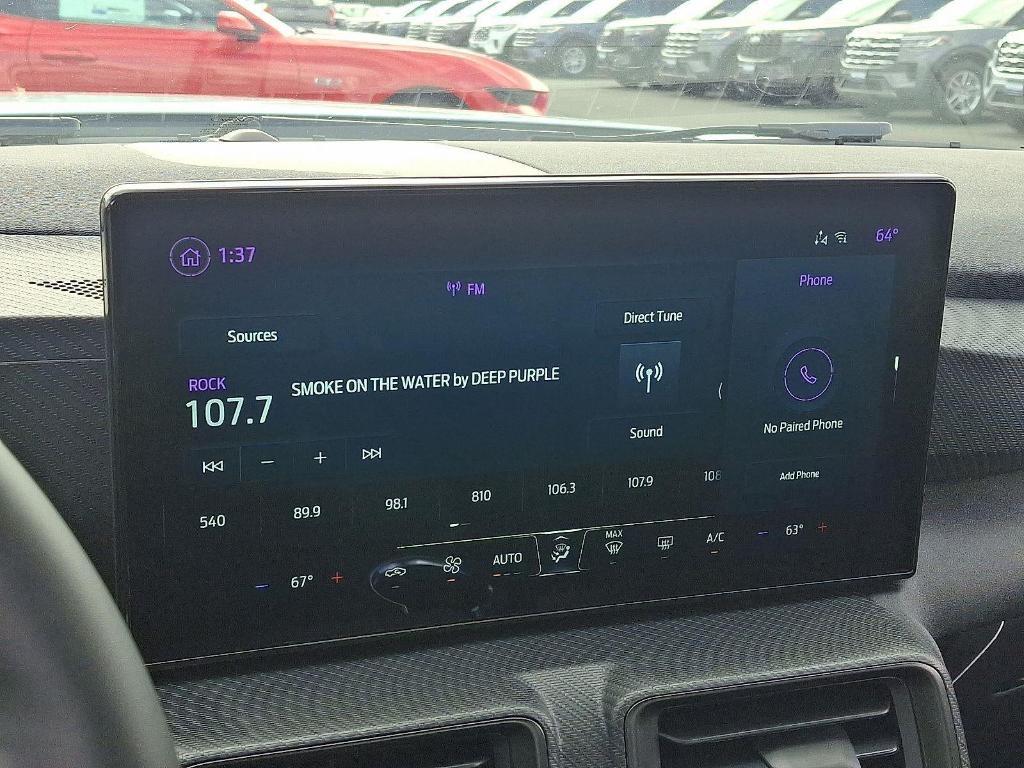 1:37
64°
FM
Phone
Sources
Direct Tune
ROCK
107.7
SMOKE ON THE WATER by DEEP PURPLE
No Paired Phone
Sound
Add Phone
540
89.9
98.1
810
106.3
107.9
108
67°
AUTO
MAX
A/C
63°